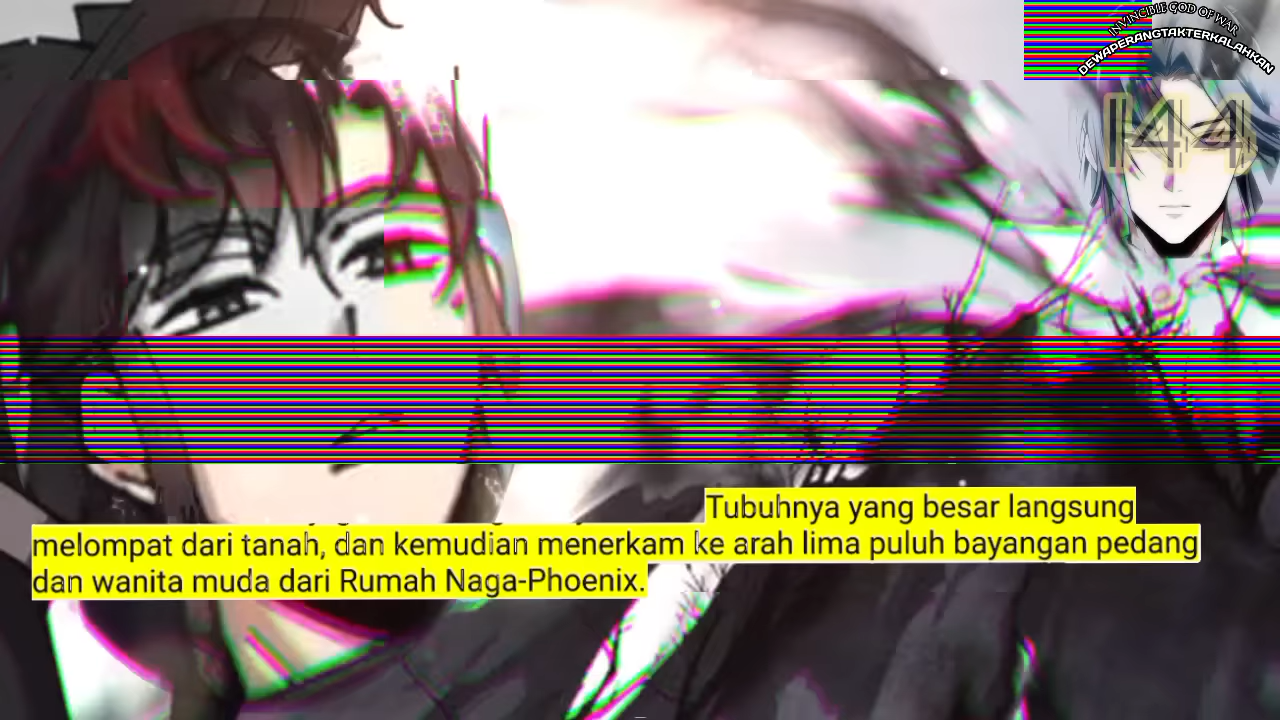 INVINCIBLE GOD OF WAR
DEWAPERANGTAKTERKALAHKAN
144
Tubuhnya yang besar langsung
melompat dari tanah, dan kemudian menerkam ke arah lima puluh bayangan pedang
dan wanita muda dari Rumah Naga-Phoenix.